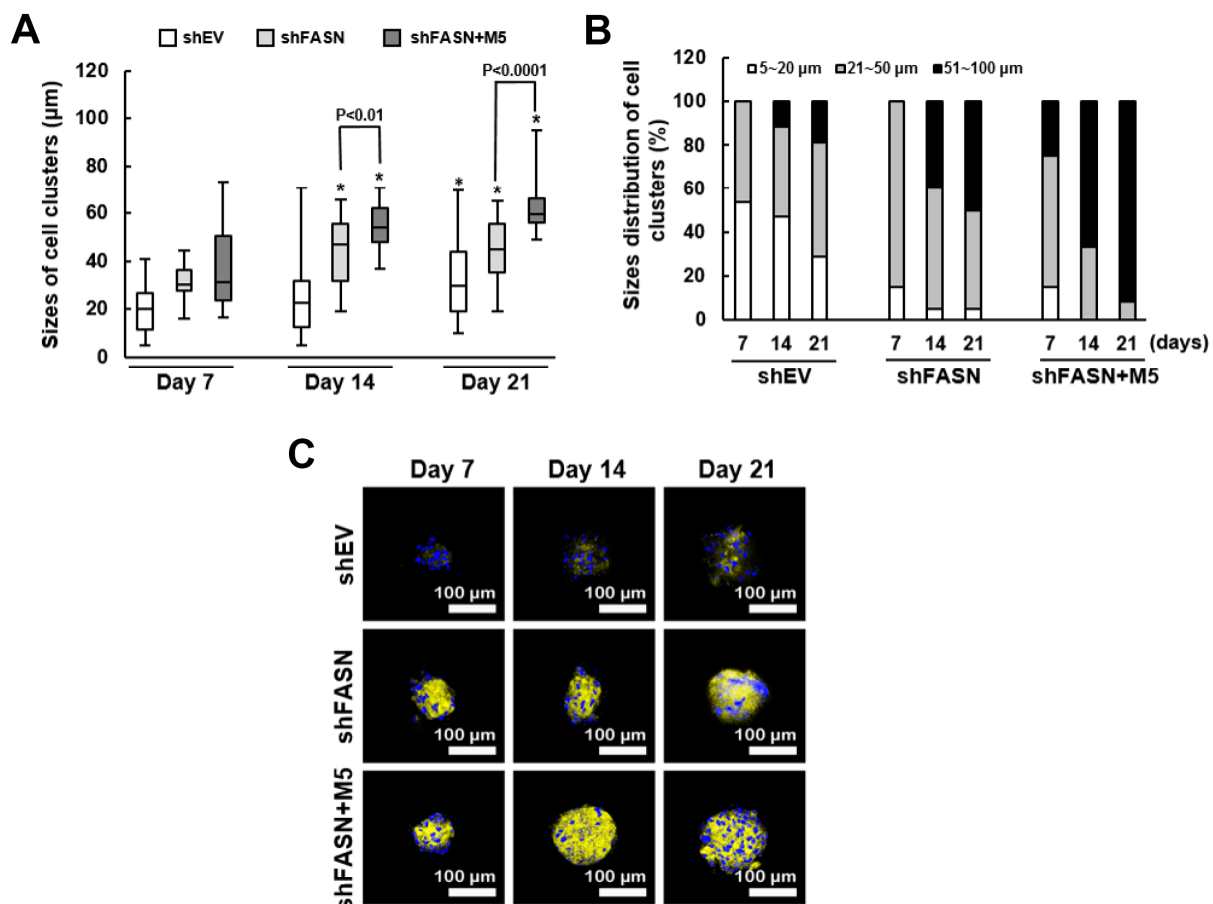 A
shEV shFASN shFASN+M5
Sizes of cell clusters (µm)
120
100
80
60
40
20
0
P<0.01
P<0.0001
*
*
*
*
*
Day 7 Day 14 Day 21
B
5~20 µm 21~50 µm 51~100 µm
Sizes distribution of cell
clusters (%)
120
100
80
60
40
20
0
7 14 21 7 14 21 7 14 21 (days)
shEV shFASN shFASN+M5
C
Day 7 Day 14 Day 21
shEV
100 µm 100 µm 100 µm
shFASN
100 µm 100 µm 100 µm
shFASN+M5
100 µm 100 µm 100 µm